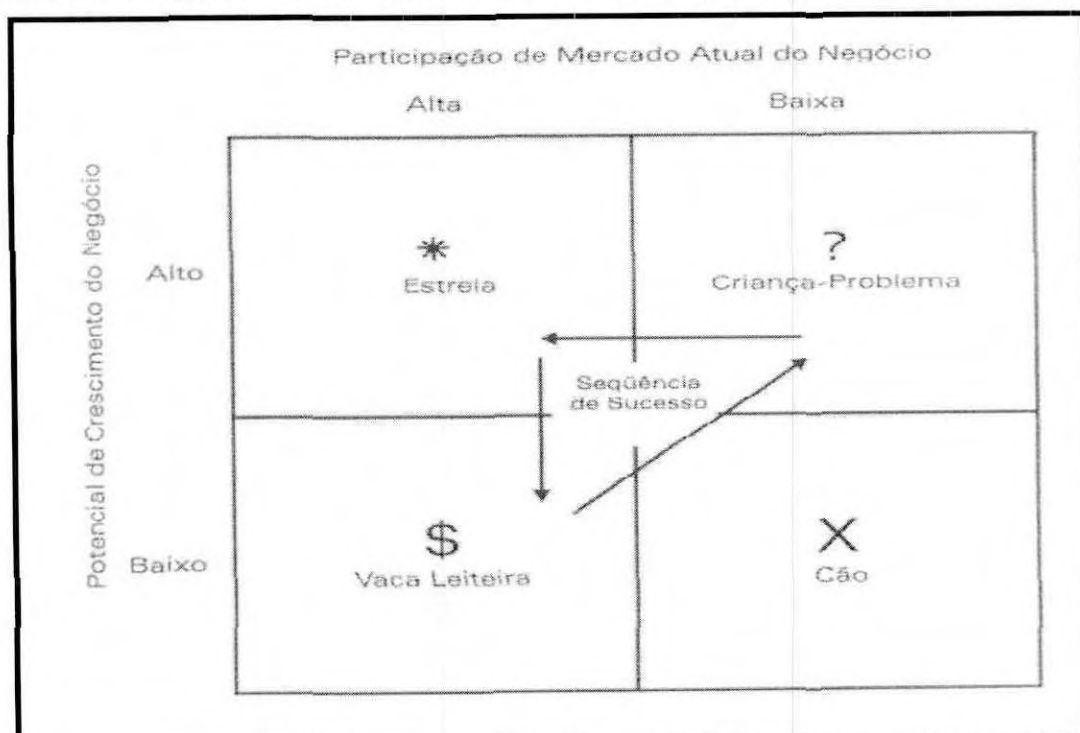 Participação de Mercado Atual do Negócio
Alta
Baixa
Potencial de Crescimento do Negócio
Alto
*
Estrela
?
Criança-Problema
Seqüência
de Sucesso
Baixo
$
Vaca Leiteira
X
Cão